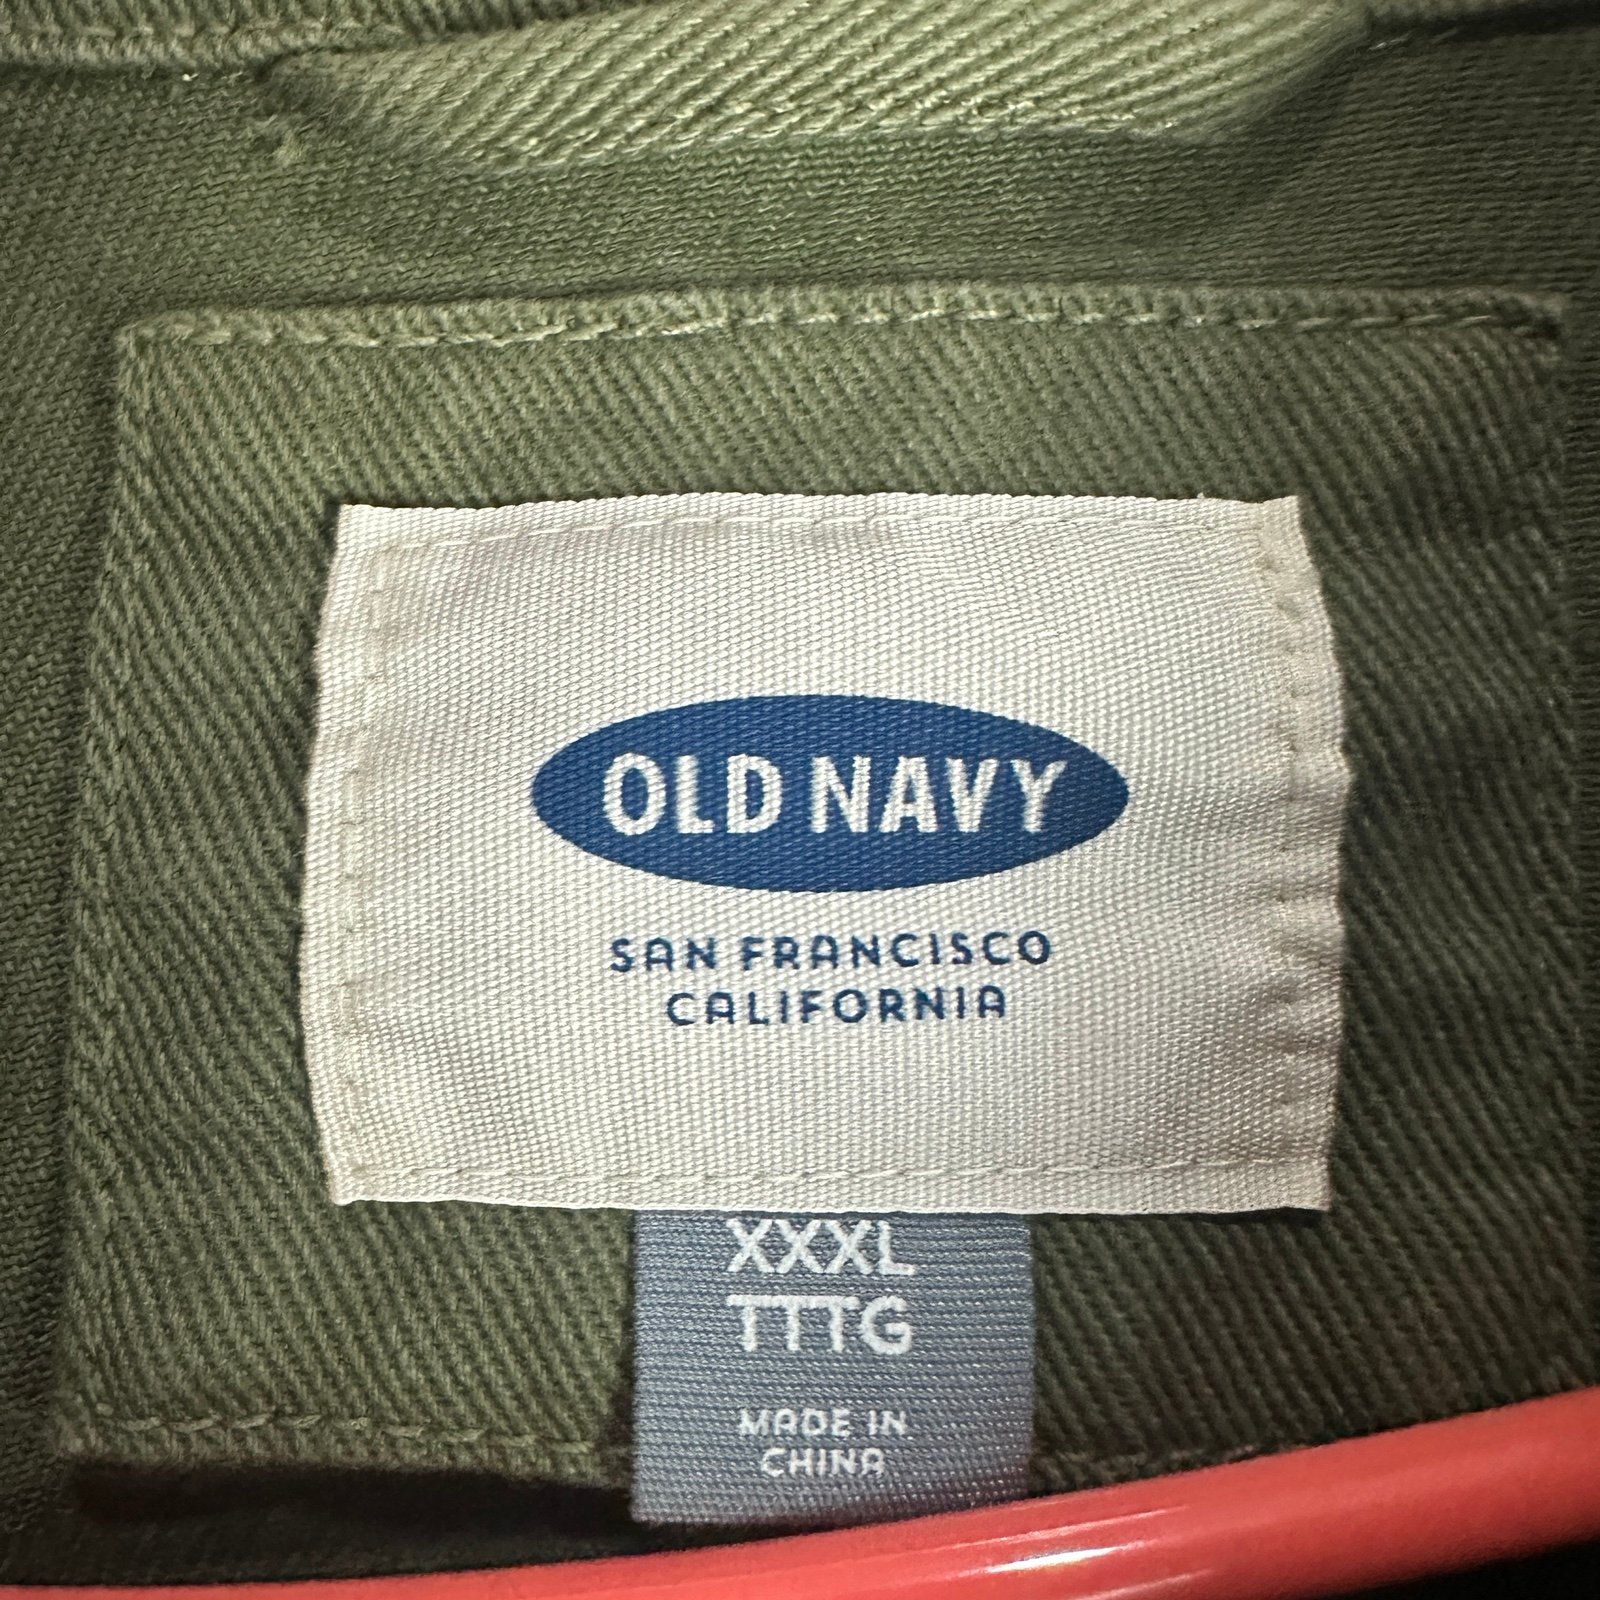 OLD NAVY
SAN FRANCISCO
CALIFORNIA
XXXL
TTTG
MADE IN
CHINA